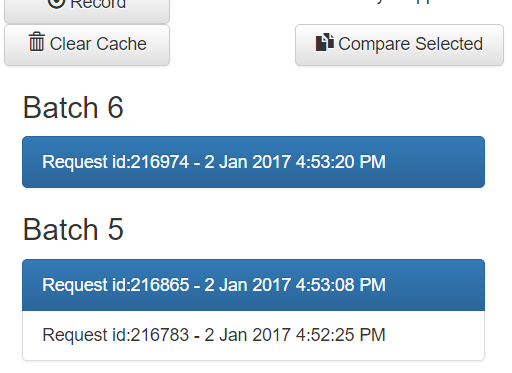 Record
Clear Cache
Compare Selected
Batch 6
Request id:216974 - 2 Jan 2017 4:53:20 PM
Batch 5
Request id:216865 - 2 Jan 2017 4:53:08 PM
Request id:216783 - 2 Jan 2017 4:52:25 PM